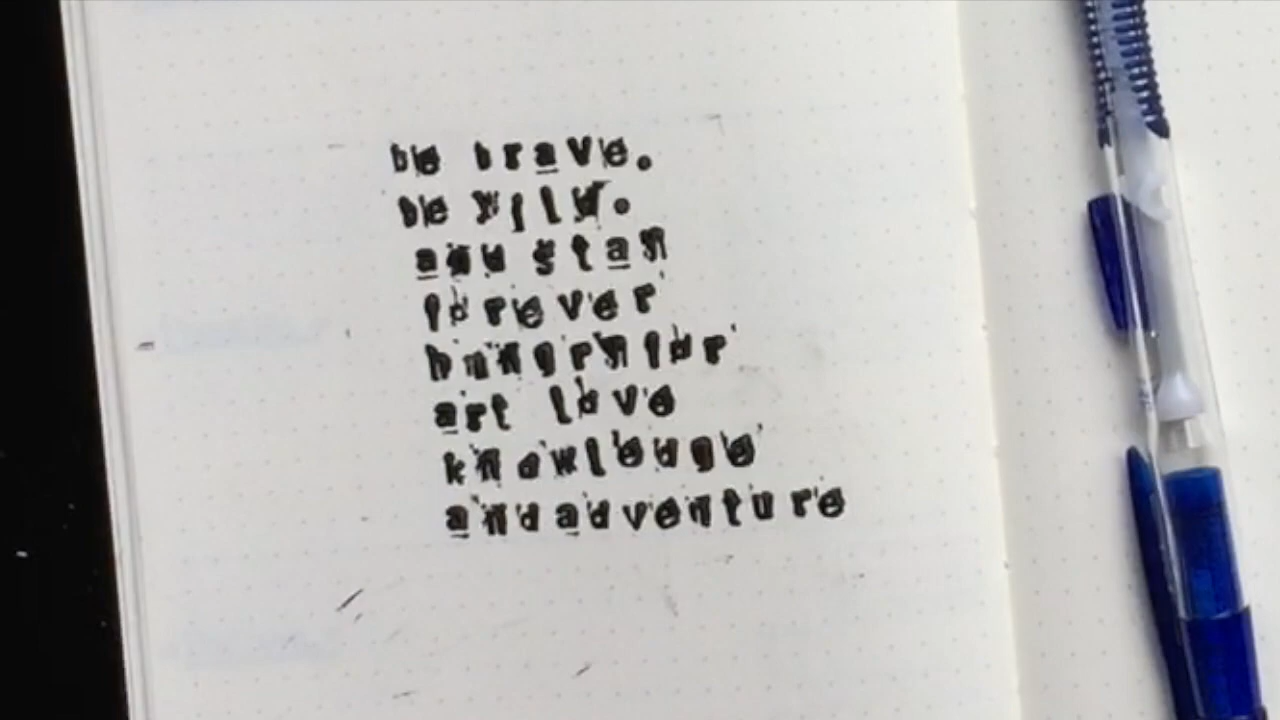 be brave.
be wild.
and stay
forever
hungry for
art love
knowledge
and adventure